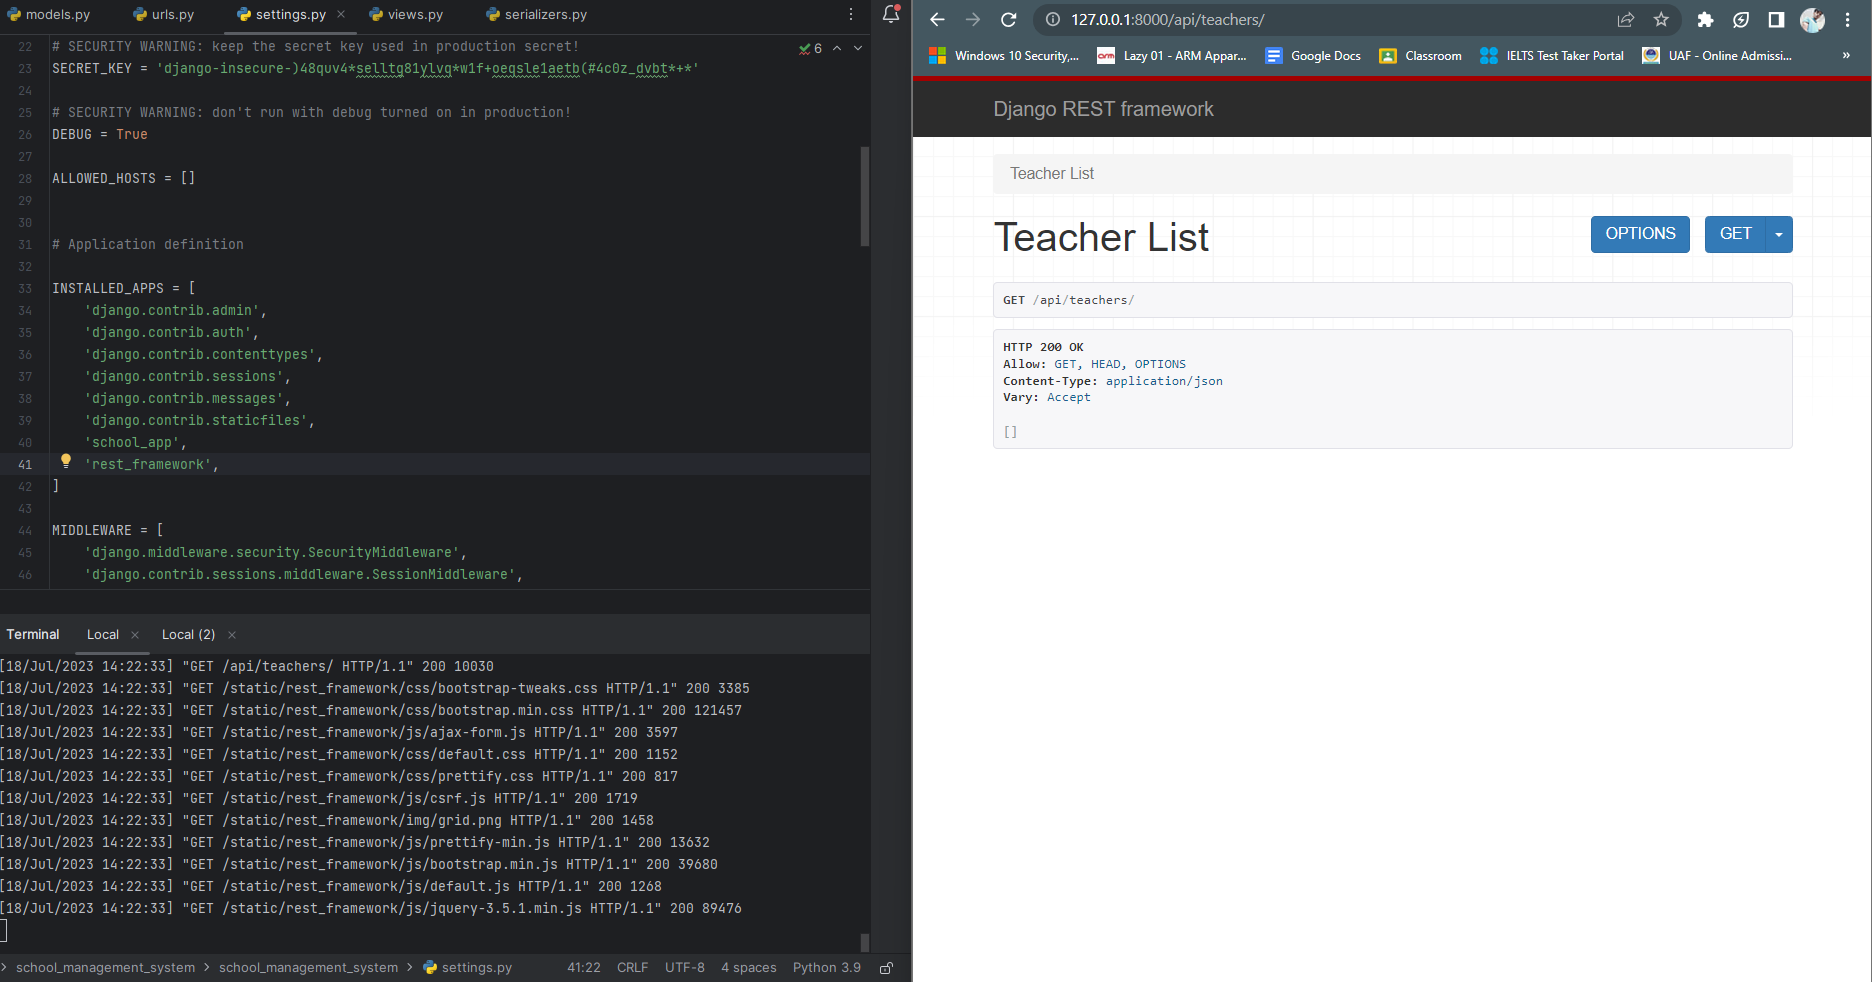 models.py
urls.py
settings.py
views.py
serializers.py
22 # SECURITY WARNING: keep the secret key used in production secret!
6
23 SECRET_KEY = 'django-insecure-)48quv4*selltg81ylvq*w1f+oeqsle1aetb(#4c0z_dvbt*+*'
24
25 # SECURITY WARNING: don't run with debug turned on in production!
26 DEBUG = True
27
28 ALLOWED_HOSTS = []
29
30
31 # Application definition
32
33 INSTALLED_APPS = [
34 'django.contrib.admin',
35 'django.contrib.auth',
36 'django.contrib.contenttypes',
37 'django.contrib.sessions',
38 'django.contrib.messages',
39 'django.contrib.staticfiles',
40 'school_app',
41 'rest_framework',
42 ]
43
44 MIDDLEWARE = [
45 'django.middleware.security.SecurityMiddleware',
46 'django.contrib.sessions.middleware.SessionMiddleware',
Terminal Local × Local (2) ×
[18/Jul/2023 14:22:33] "GET /api/teachers/ HTTP/1.1" 200 10030
[18/Jul/2023 14:22:33] "GET /static/rest_framework/css/bootstrap-tweaks.css HTTP/1.1" 200 3385
[18/Jul/2023 14:22:33] "GET /static/rest_framework/css/bootstrap.min.css HTTP/1.1" 200 121457
[18/Jul/2023 14:22:33] "GET /static/rest_framework/js/ajax-form.js HTTP/1.1" 200 3597
[18/Jul/2023 14:22:33] "GET /static/rest_framework/css/default.css HTTP/1.1" 200 1152
[18/Jul/2023 14:22:33] "GET /static/rest_framework/css/prettify.css HTTP/1.1" 200 817
[18/Jul/2023 14:22:33] "GET /static/rest_framework/js/csrf.js HTTP/1.1" 200 1719
[18/Jul/2023 14:22:33] "GET /static/rest_framework/img/grid.png HTTP/1.1" 200 1458
[18/Jul/2023 14:22:33] "GET /static/rest_framework/js/prettify-min.js HTTP/1.1" 200 13632
[18/Jul/2023 14:22:33] "GET /static/rest_framework/js/bootstrap.min.js HTTP/1.1" 200 39680
[18/Jul/2023 14:22:33] "GET /static/rest_framework/js/default.js HTTP/1.1" 200 1268
[18/Jul/2023 14:22:33] "GET /static/rest_framework/js/jquery-3.5.1.min.js HTTP/1.1" 200 89476
> school_management_system > school_management_system > settings.py 41:22 CRLF UTF-8 4 spaces Python 3.9
127.0.0.1:8000/api/teachers/
Windows 10 Security,...
arm
Lazy 01 - ARM Appar...
Google Docs
Classroom
IELTS Test Taker Portal
UAF - Online Admissi...
»
Django REST framework
Teacher List
Teacher List
OPTIONS
GET
GET /api/teachers/
HTTP 200 OK
Allow: GET, HEAD, OPTIONS
Content-Type: application/json
Vary: Accept
[]